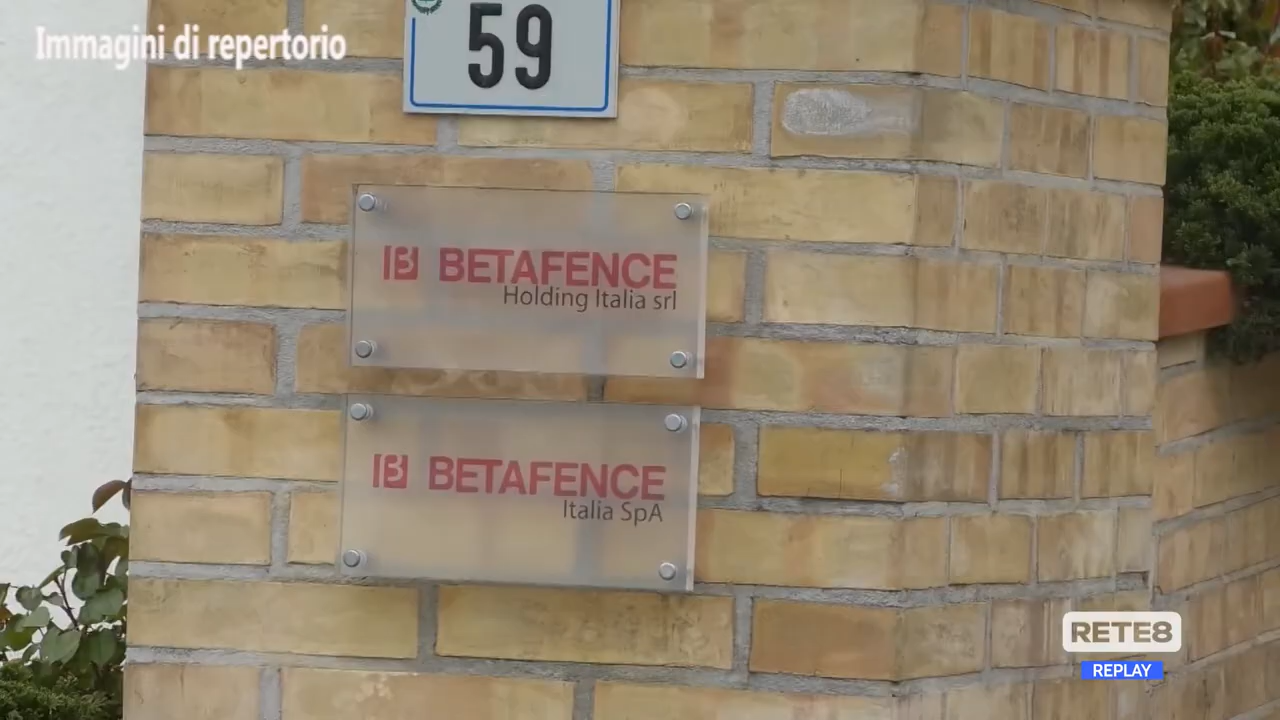 Immagini di repertorio
59
BETAFENCE
Holding Italia srl
BETAFENCE
Italia SpA
RETE8
REPLAY